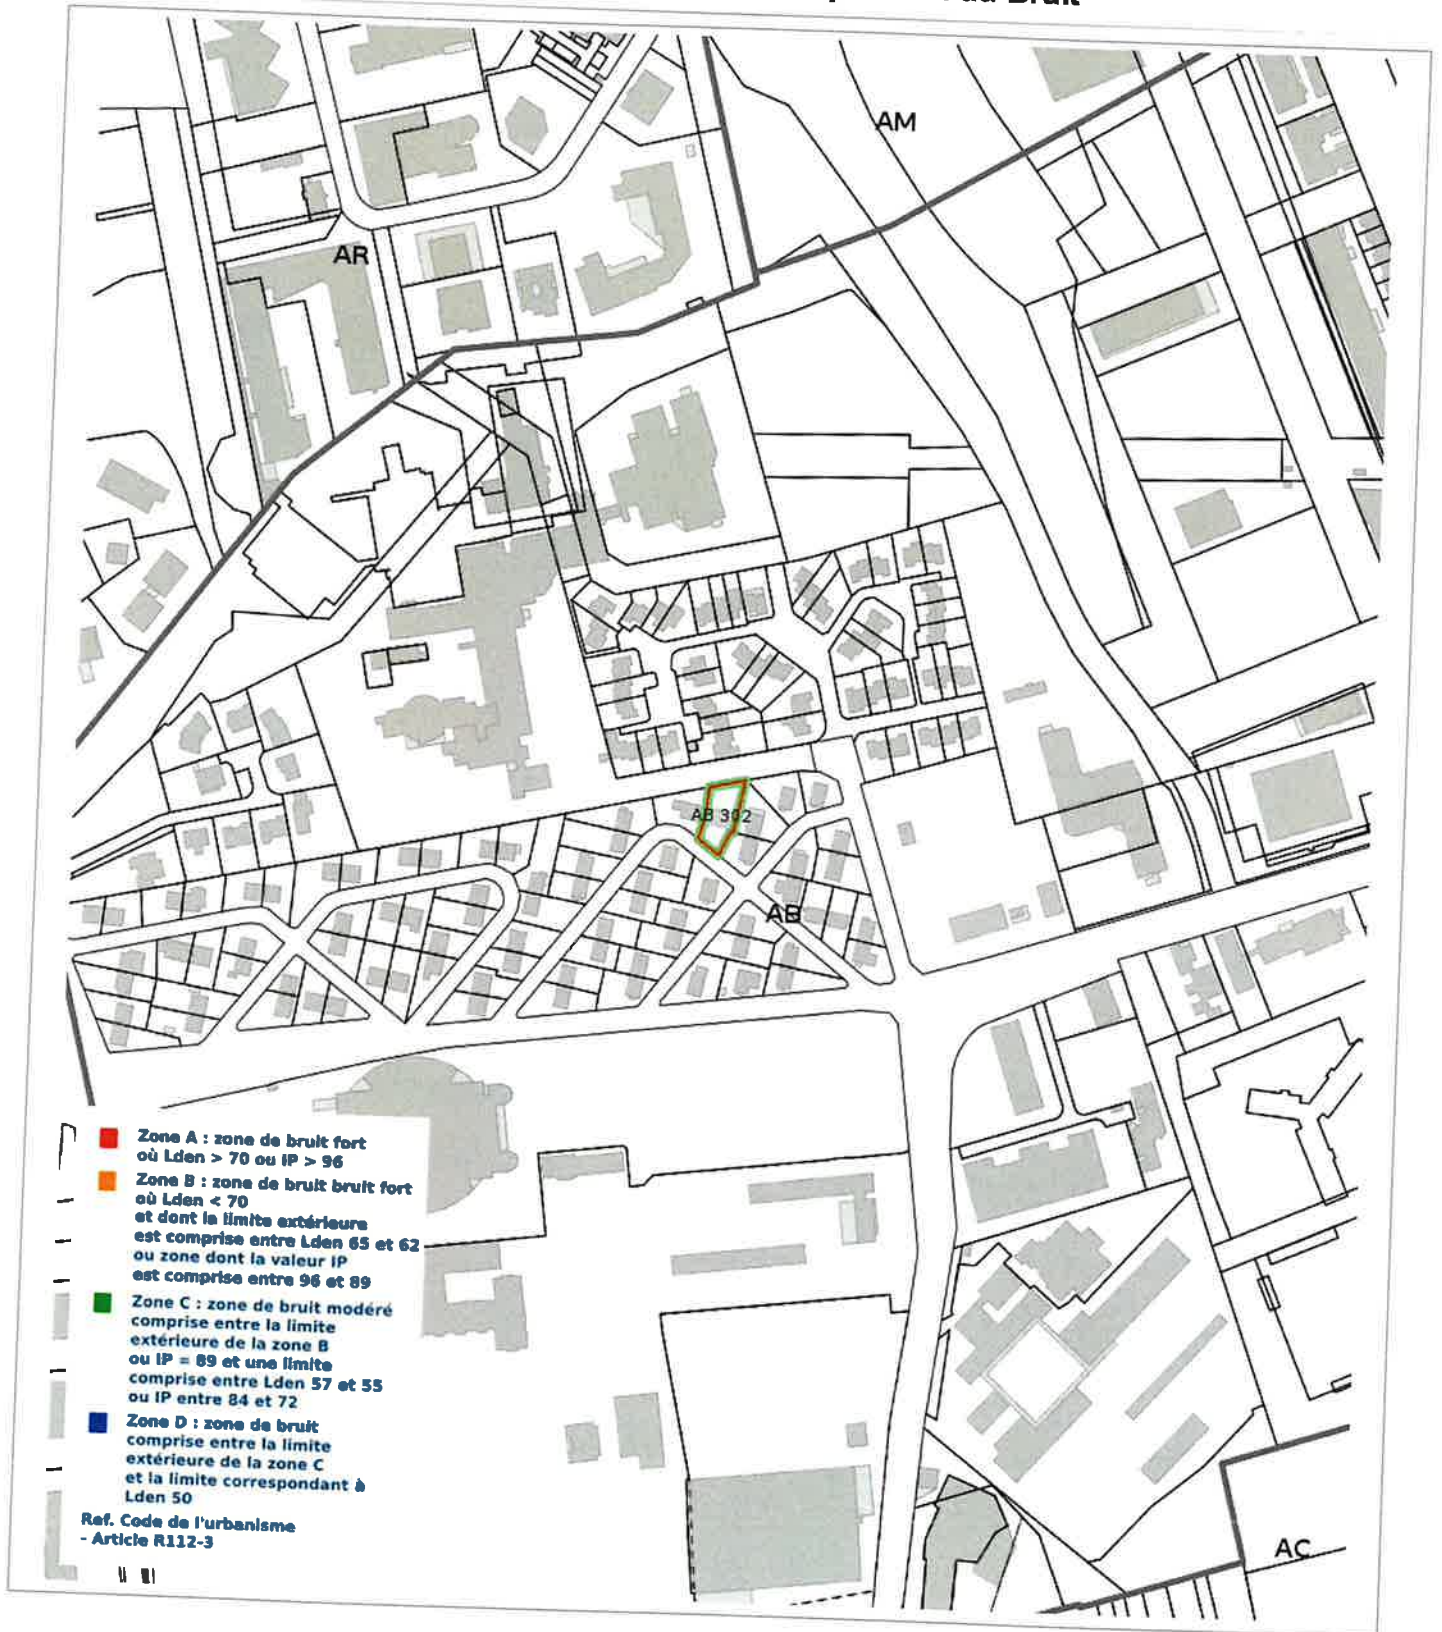 au Bruit
AM
AR
AB 302
AB
Zone A : zone de bruit fort
où Lden > 70 ou IP > 96
Zone B : zone de bruit bruit fort
où Lden < 70
et dont la limite extérieure
est comprise entre Lden 65 et 62
ou zone dont la valeur IP
est comprise entre 96 et 89
Zone C : zone de bruit modéré
comprise entre la limite
extérieure de la zone B
ou IP = 89 et une limite
comprise entre Lden 57 et 55
ou IP entre 84 et 72
Zone D : zone de bruit
comprise entre la limite
extérieure de la zone C
et la limite correspondant à
Lden 50
Ref. Code de l'urbanisme
- Article R112-3
AC